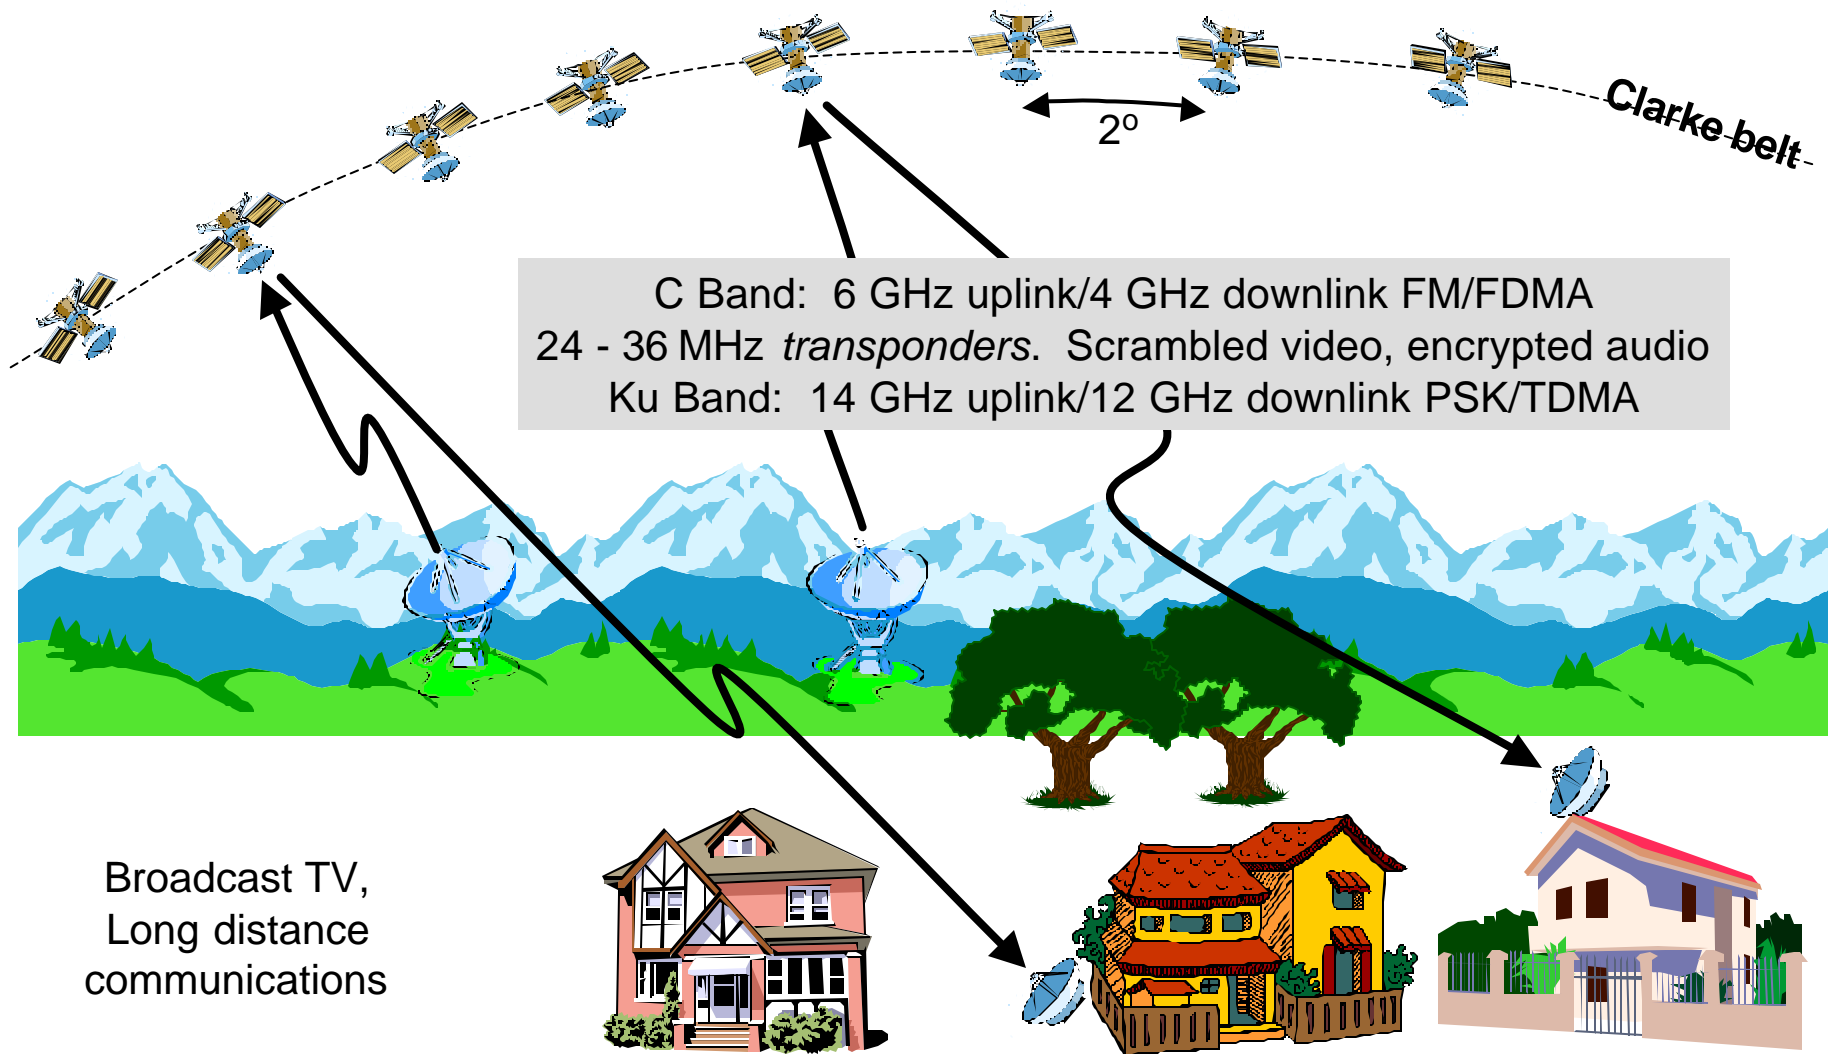 Clarke belt
2º
C Band:  6 GHz uplink/4 GHz downlink FM/FDMA
24 - 36 MHz transponders.  Scrambled video, encrypted audio
Ku Band:  14 GHz uplink/12 GHz downlink PSK/TDMA
Broadcast TV,
Long distance
communications